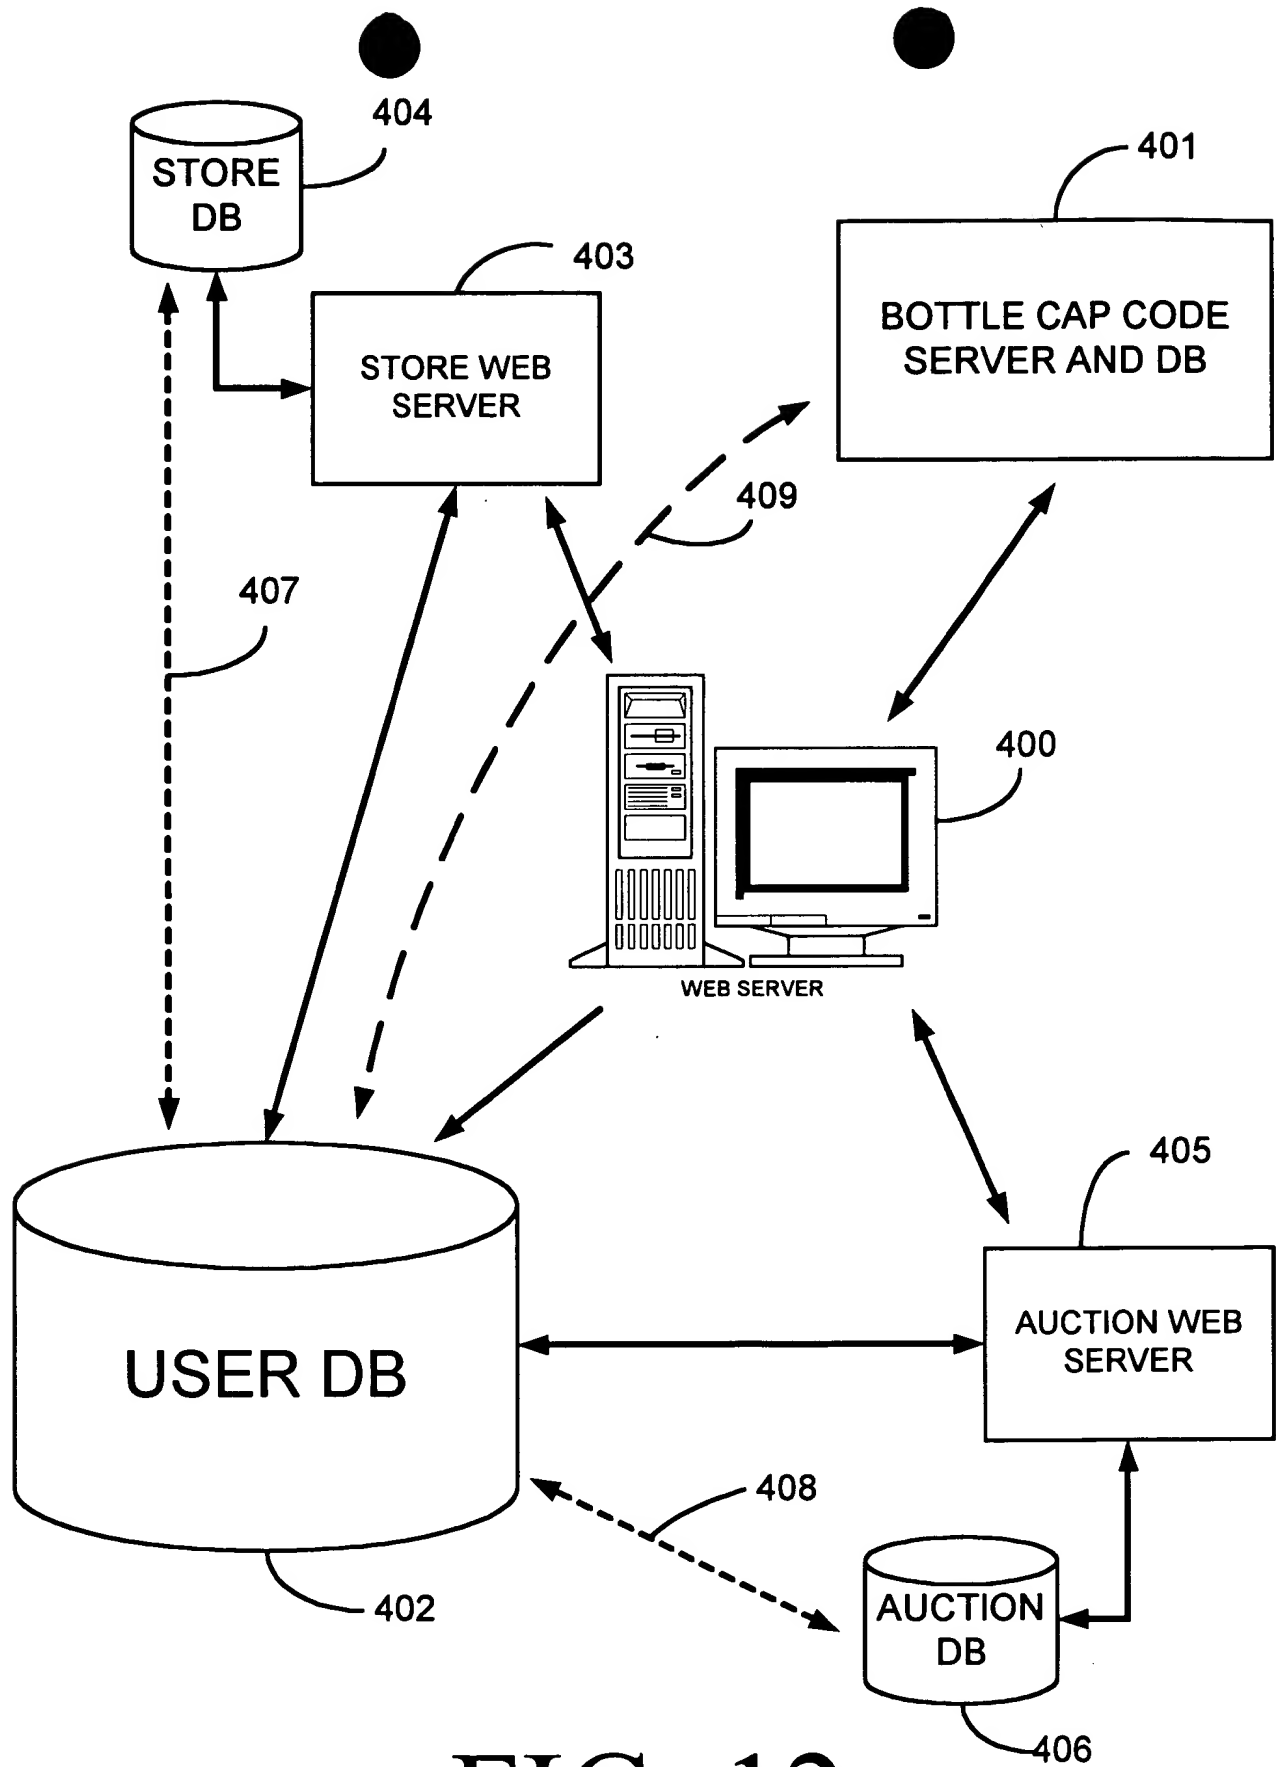 404
STORE
DB
401
403
STORE WEB
SERVER
BOTTLE CAP CODE
SERVER AND DB
409
407
400
WEB SERVER
405
AUCTION WEB
SERVER
USER DB
408
402
AUCTION
DB
406